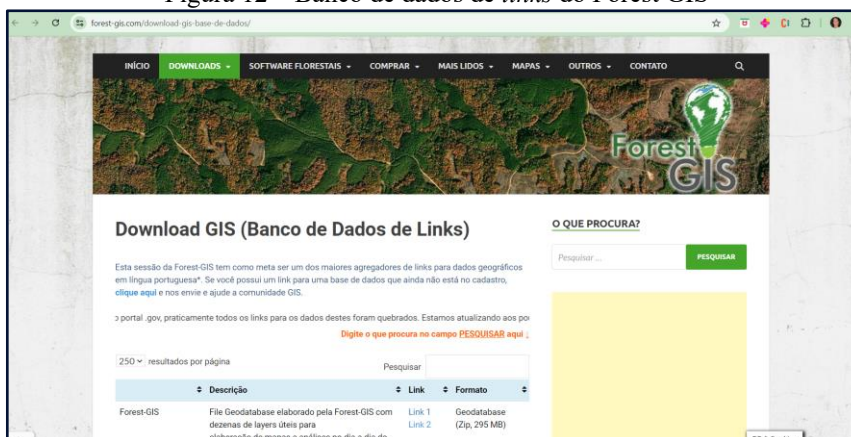 Figura 12 – Banco de dados de links do Forest GIS
forest-gis.com/download-gis-base-de-dados/
INÍCIO DOWNLOADS SOFTWARE FLORESTAIS COMPRAR MAIS LIDOS MAPAS OUTROS CONTATO
Forest
GIS
Download GIS (Banco de Dados de Links)
O QUE PROCURA?
Pesquisar ...
PESQUISAR
Esta sessão da Forest-GIS tem como meta ser um dos maiores agregadores de links para dados geográficos
em língua portuguesa*. Se você possui um link para uma base de dados que ainda não está no cadastro,
clique aqui e nos envie e ajude a comunidade GIS.
portal .gov, praticamente todos os links para os dados destes foram quebrados. Estamos atualizando aos
Digite o que procura no campo PESQUISAR aqui
250 resultados por página
Pesquisar
Descrição Link Formato
Forest-GIS File Geodatabase elaborado pela Forest-GIS com Link 1 Geodatabase
dezenas de layers úteis para Link 2 (Zip, 295 MB)